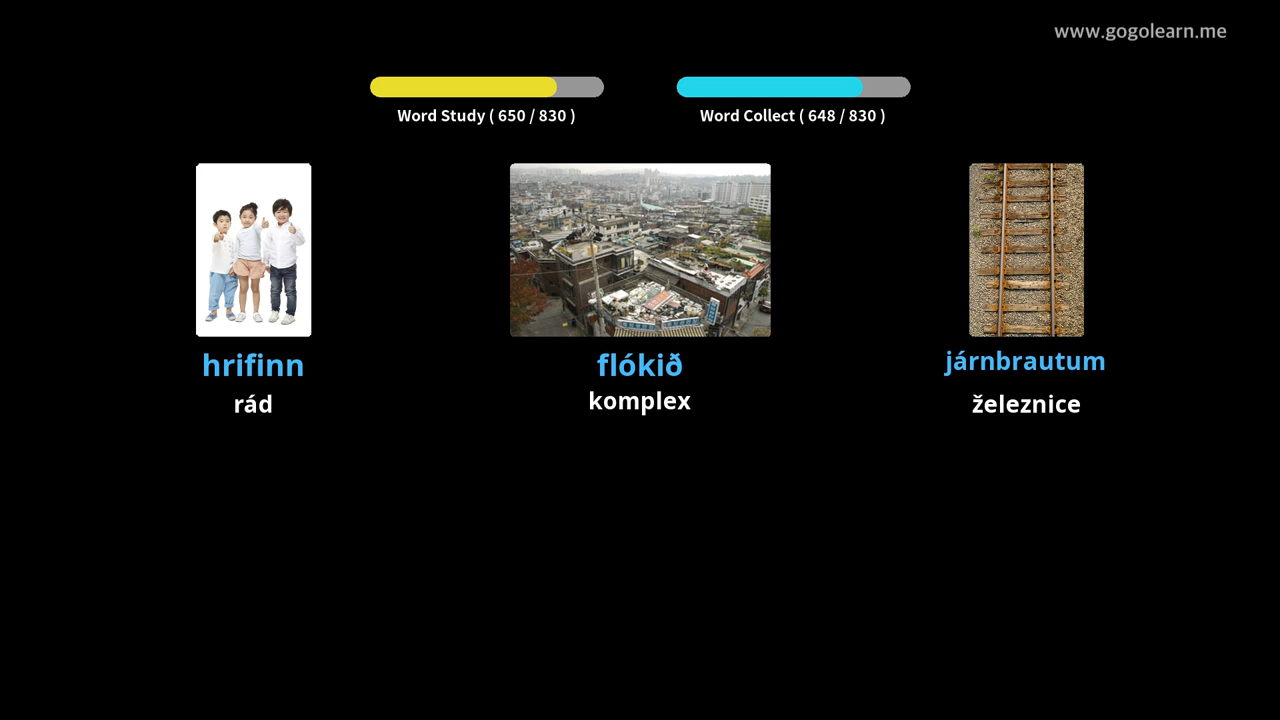 www.gogolearn.me
Word Study ( 650 / 830 )
Word Collect ( 648 / 830 )
hrifinn
rád
flókið
komplex
járnbrautum
železnice